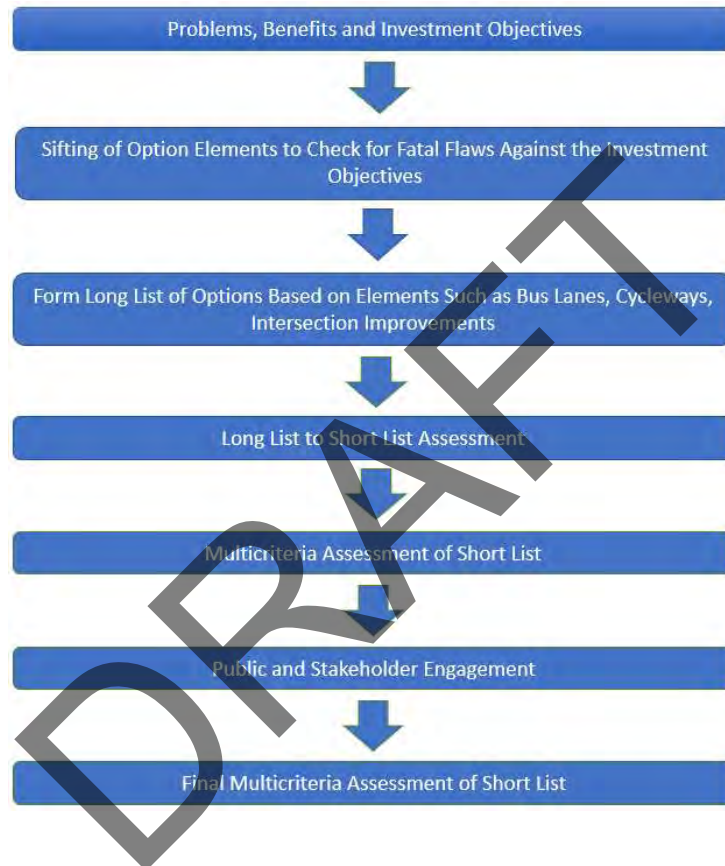 Problems, Benefits and Investment Objectives
Sifting of Option Elements to Check for Fatal Flaws Against the Investment
Objectives
Form Long List of Options Based on Elements Such as Bus Lanes, Cycleways,
Intersection Improvements
Long List to Short List Assessment
Multicriteria Assessment of Short List
Public and Stakeholder Engagement
Final Multicriteria Assessment of Short List
DRAFT